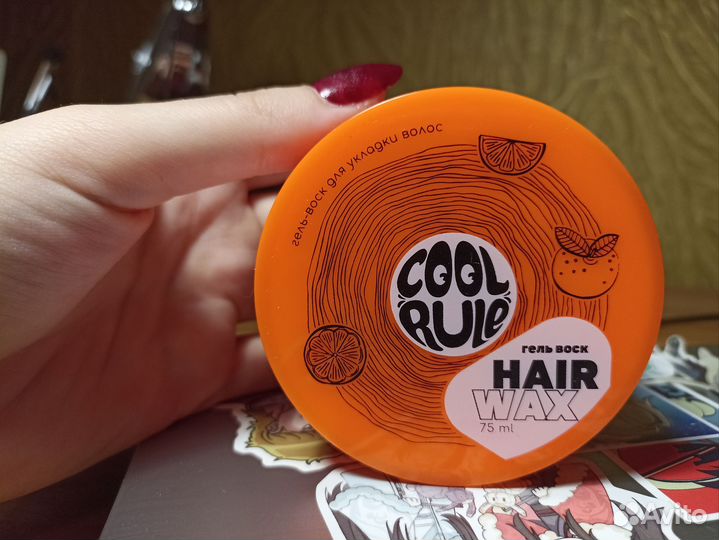 гель-воск для укладки волос
COOL
RULE
гель воск
HAIR
WAX
75 ml
Avito